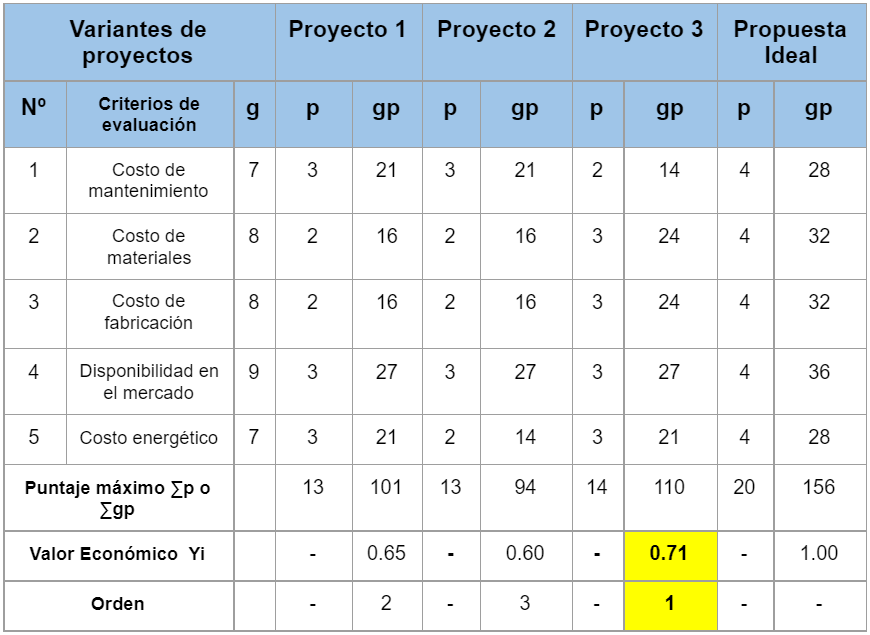 Variantes de
proyectos
Proyecto 1
Proyecto 2
Proyecto 3
Propuesta
Ideal
Nº
Criterios de
evaluación
g
p
gp
p
gp
p
gp
p
gp
1
Costo de
mantenimiento
7
3
21
3
21
2
14
4
28
2
Costo de
materiales
8
2
16
2
16
3
24
4
32
3
Costo de
fabricación
8
2
16
2
16
3
24
4
32
4
Disponibilidad en
el mercado
9
3
27
3
27
3
27
4
36
5
Costo energético
7
3
21
2
14
3
21
4
28
Puntaje máximo ∑p o
∑gp
13
101
13
94
14
110
20
156
Valor Económico Yi
-
0.65
-
0.60
-
0.71
-
1.00
Orden
-
2
-
3
-
1
-
-